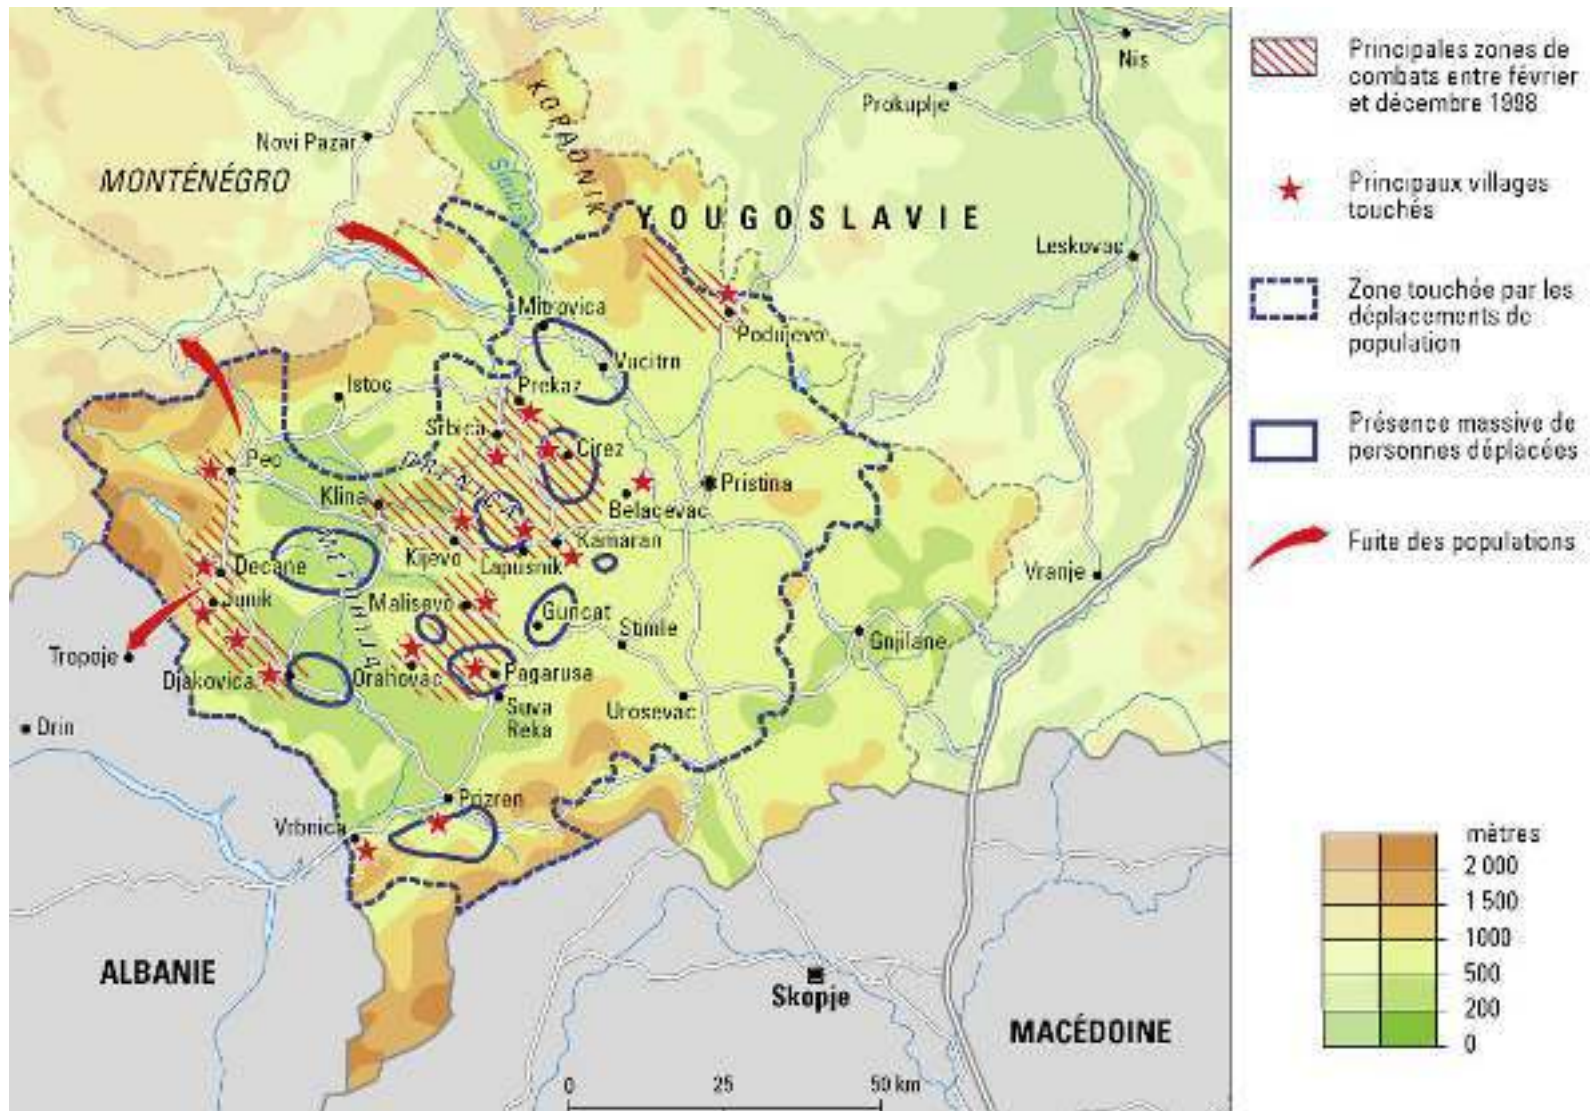 Nis
Prokuplje
Novi Pazar
MONTÉNÉGRO
KOPAONIK
YOUGOSLAVIE
Leskovac
Mitrovica
Podujevo
Vucitrn
Istoc
Prekaz
Srbica
Cirez
Pec
DRENICA
Pristina
Klina
Belacevac
Kijevo
Lapusnik
Kamaran
METOHIJA
Decane
Vranje
Junik
Malisevo
Guncat
Stimle
Gnjilane
Tropoje
Djakovica
Orahovac
Pagarusa
Suva
Reka
Urosevac
Drin
Prizren
Vrbnica
ALBANIE
Skopje
MACÉDOINE
0 25 50 km
Principales zones de
combats entre février
et décembre 1998
Principaux villages
touchés
Zone touchée par les
déplacements de
population
Présence massive de
personnes déplacées
Fuite des populations
mètres
2 000
1 500
1000
500
200
0